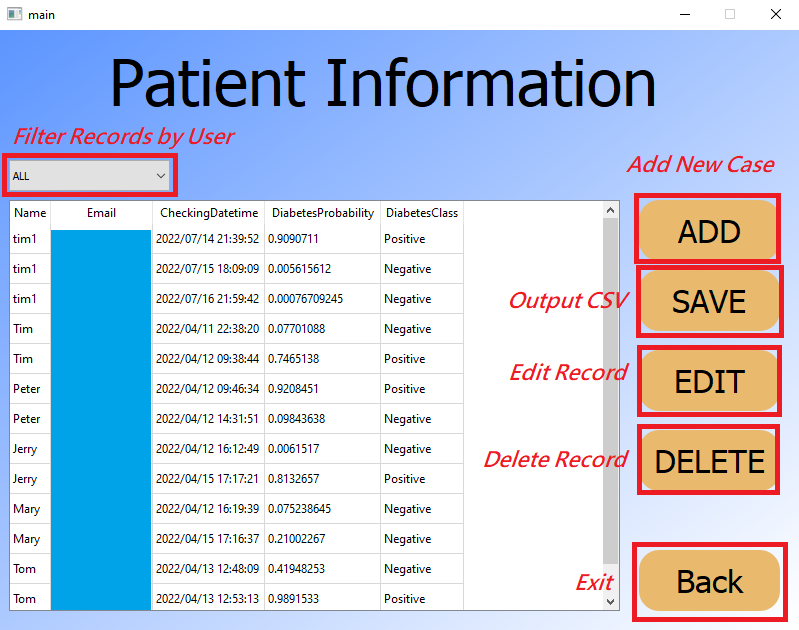 main
Patient Information
Filter Records by User
ALL
Add New Case
Name Email CheckingDatetime DiabetesProbability DiabetesClass
tim1 2022/07/14 21:39:52 0.9090711 Positive
tim1 2022/07/15 18:09:09 0.005615612 Negative
tim1 2022/07/16 21:59:42 0.00076709245 Negative
Tim 2022/04/11 22:38:20 0.07701088 Negative
Tim 2022/04/12 09:38:44 0.7465138 Positive
Peter 2022/04/12 09:46:34 0.9208451 Positive
Peter 2022/04/12 14:31:51 0.09843638 Negative
Jerry 2022/04/12 16:12:49 0.0061517 Negative
Jerry 2022/04/15 17:17:21 0.8132657 Positive
Mary 2022/04/12 16:19:39 0.075238645 Negative
Mary 2022/04/15 17:16:37 0.21002267 Negative
Tom 2022/04/13 12:48:09 0.41948253 Negative
Tom 2022/04/13 12:53:13 0.9891533 Positive
ADD
Output CSV SAVE
Edit Record EDIT
Delete Record DELETE
Exit Back